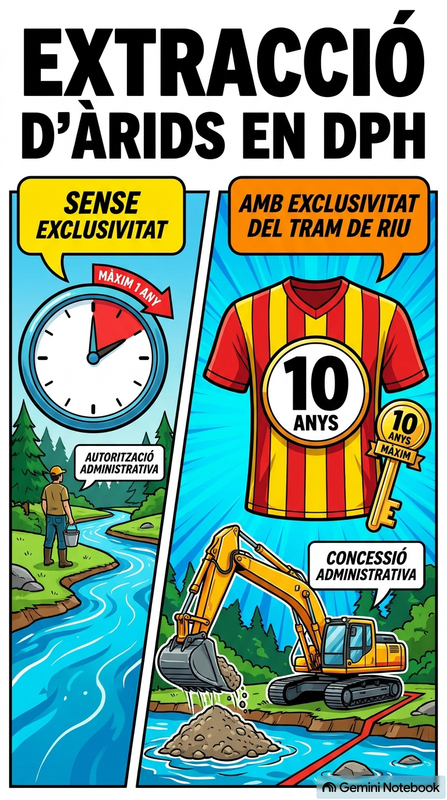 EXTRACCIÓ
D'ÀRIDS EN DPH
SENSE
EXCLUSIVITAT
MÀXIM 1 ANY
AUTORITZACIÓ
ADMINISTRATIVA
AMB EXCLUSIVITAT
DEL TRAM DE RIU
10
ANYS
10
ANYS
MÀXIM
CONCESSIÓ
ADMINISTRATIVA
Gemini Notebook